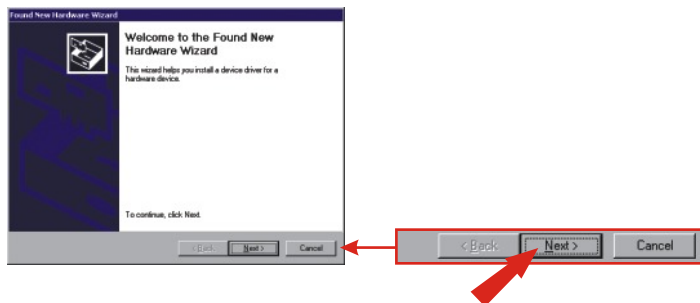 Found New Hardware Wizard
Welcome to the Found New
Hardware Wizard
This wizard helps you install a device driver for a
hardware device.
To continue, click Next.
< Back Next > Cancel
< Back Next > Cancel